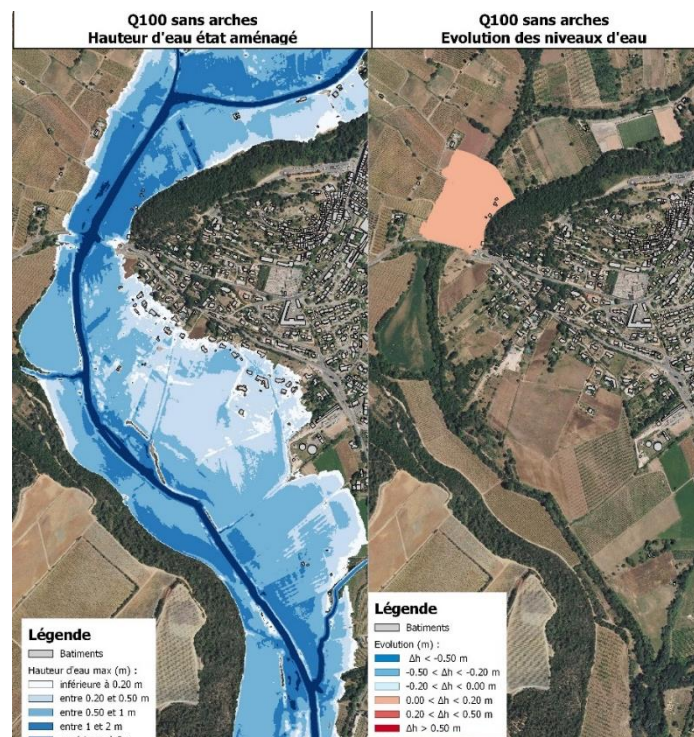 Q100 sans arches
Hauteur d'eau état aménagé
Q100 sans arches
Evolution des niveaux d'eau
Légende
Batiments
Hauteur d'eau max (m) :
inférieure à 0.20 m
entre 0.20 et 0.50 m
entre 0.50 et 1 m
entre 1 et 2 m
Légende
Batiments
Evolution (m) :
Δh < -0.50 m
-0.50 < Δh < -0.20 m
-0.20 < Δh < 0.00 m
0.00 < Δh < 0.20 m
0.20 < Δh < 0.50 m
Δh > 0.50 m